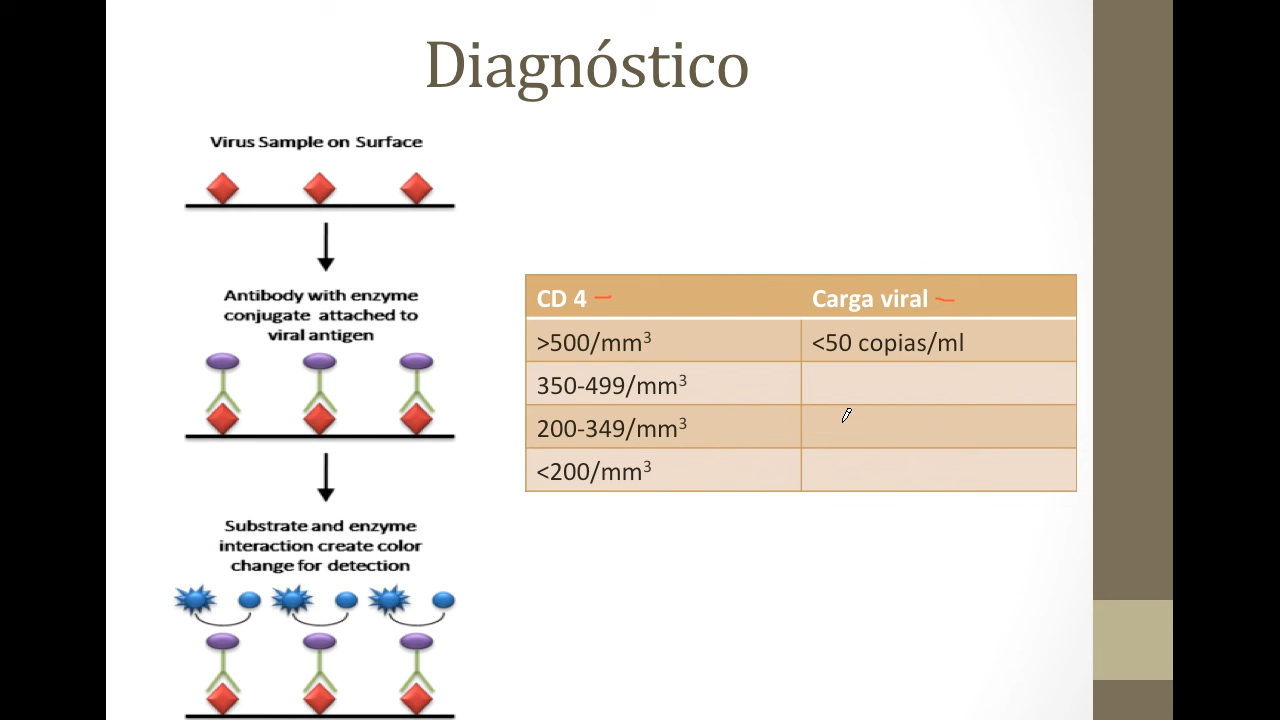 Diagnóstico
Virus Sample on Surface
Antibody with enzyme
conjugate attached to
viral antigen
Substrate and enzyme
interaction create color
change for detection
CD 4 Carga viral
>500/mm³ <50 copias/ml
350-499/mm³
200-349/mm³
<200/mm³